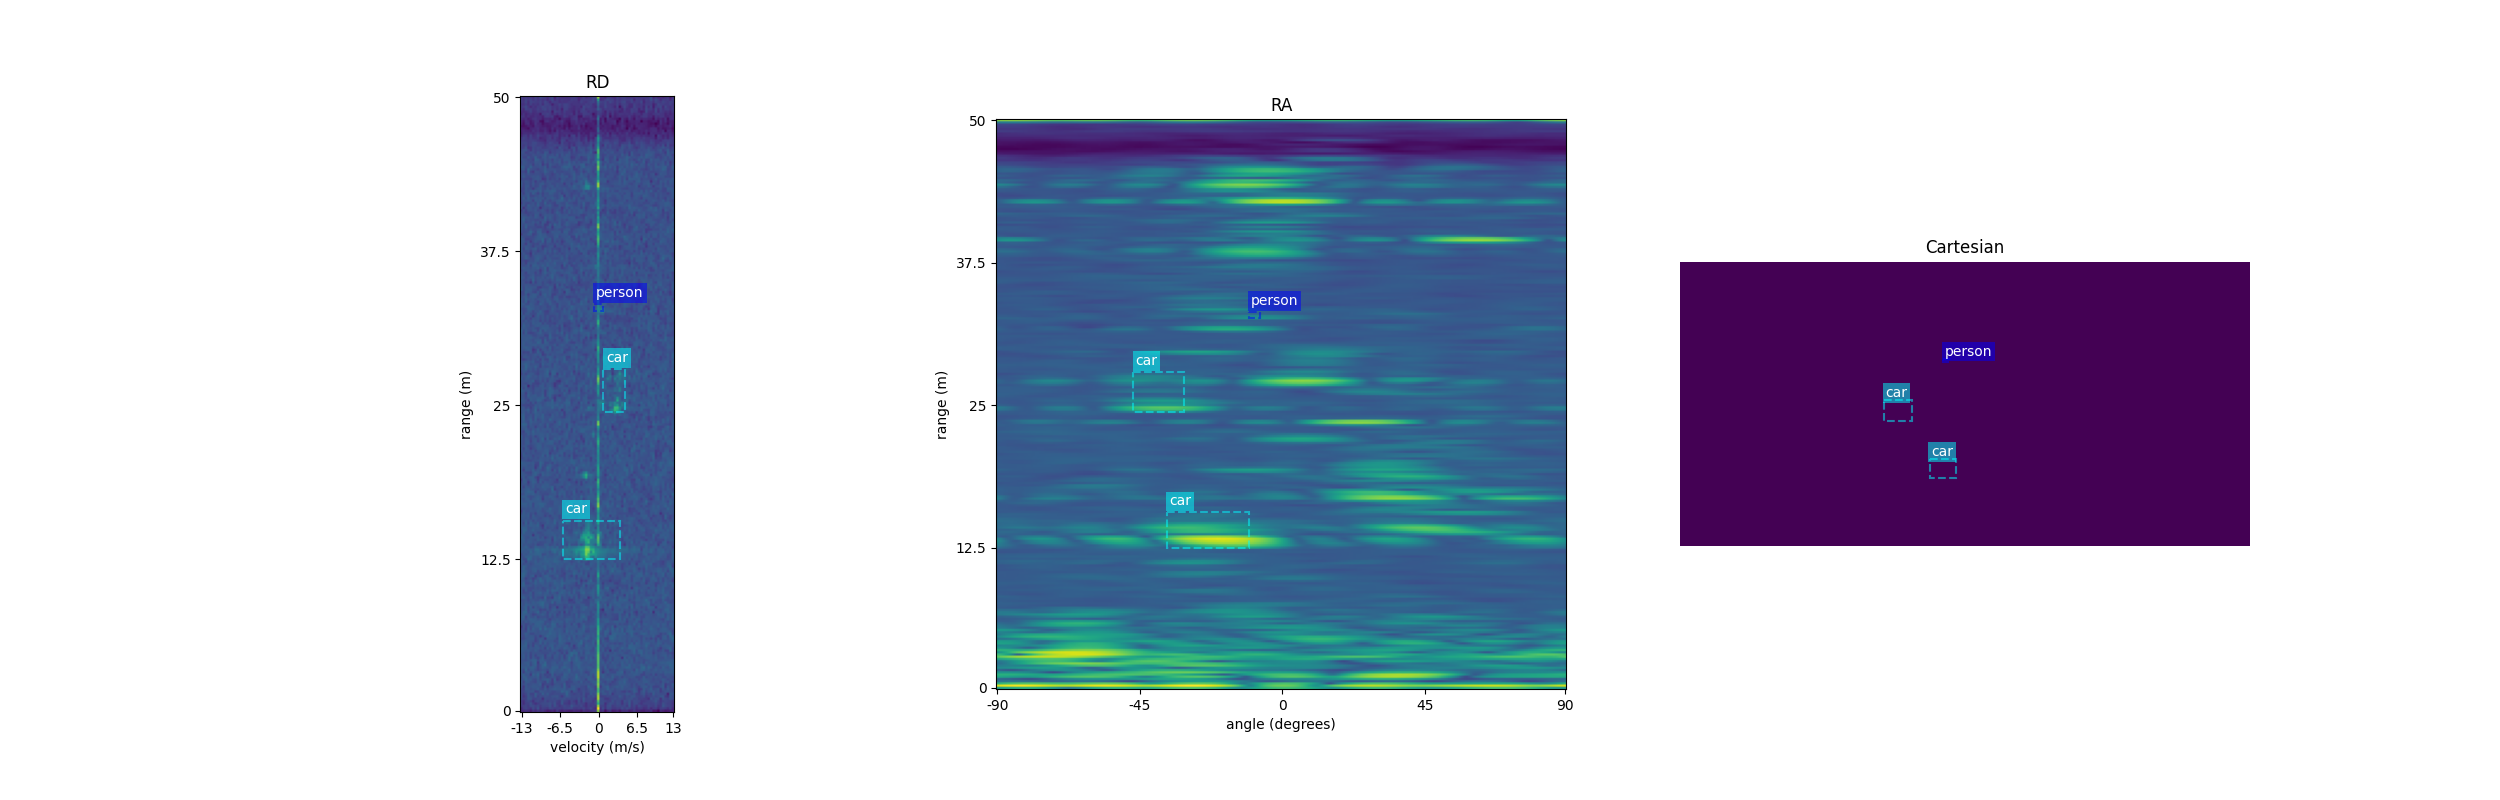 RD
50
37.5
25
12.5
0
range (m)
person
car
car
-13 -6.5 0 6.5 13
velocity (m/s)
RA
50
37.5
25
12.5
0
range (m)
person
car
car
-90 -45 0 45 90
angle (degrees)
Cartesian
person
car
car